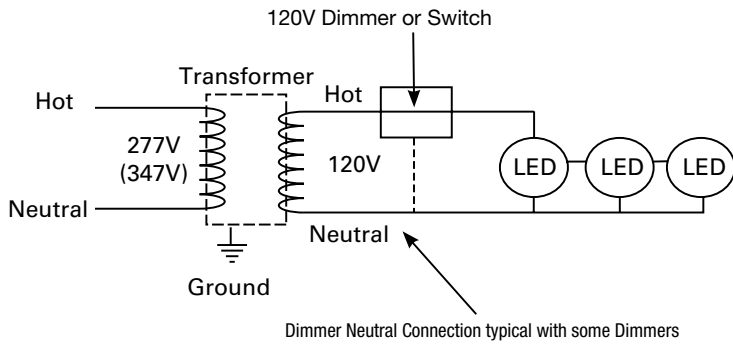 120V Dimmer or Switch
Transformer
Hot
Hot
277V
(347V)
120V
LED
LED
LED
Neutral
Neutral
Ground
Dimmer Neutral Connection typical with some Dimmers